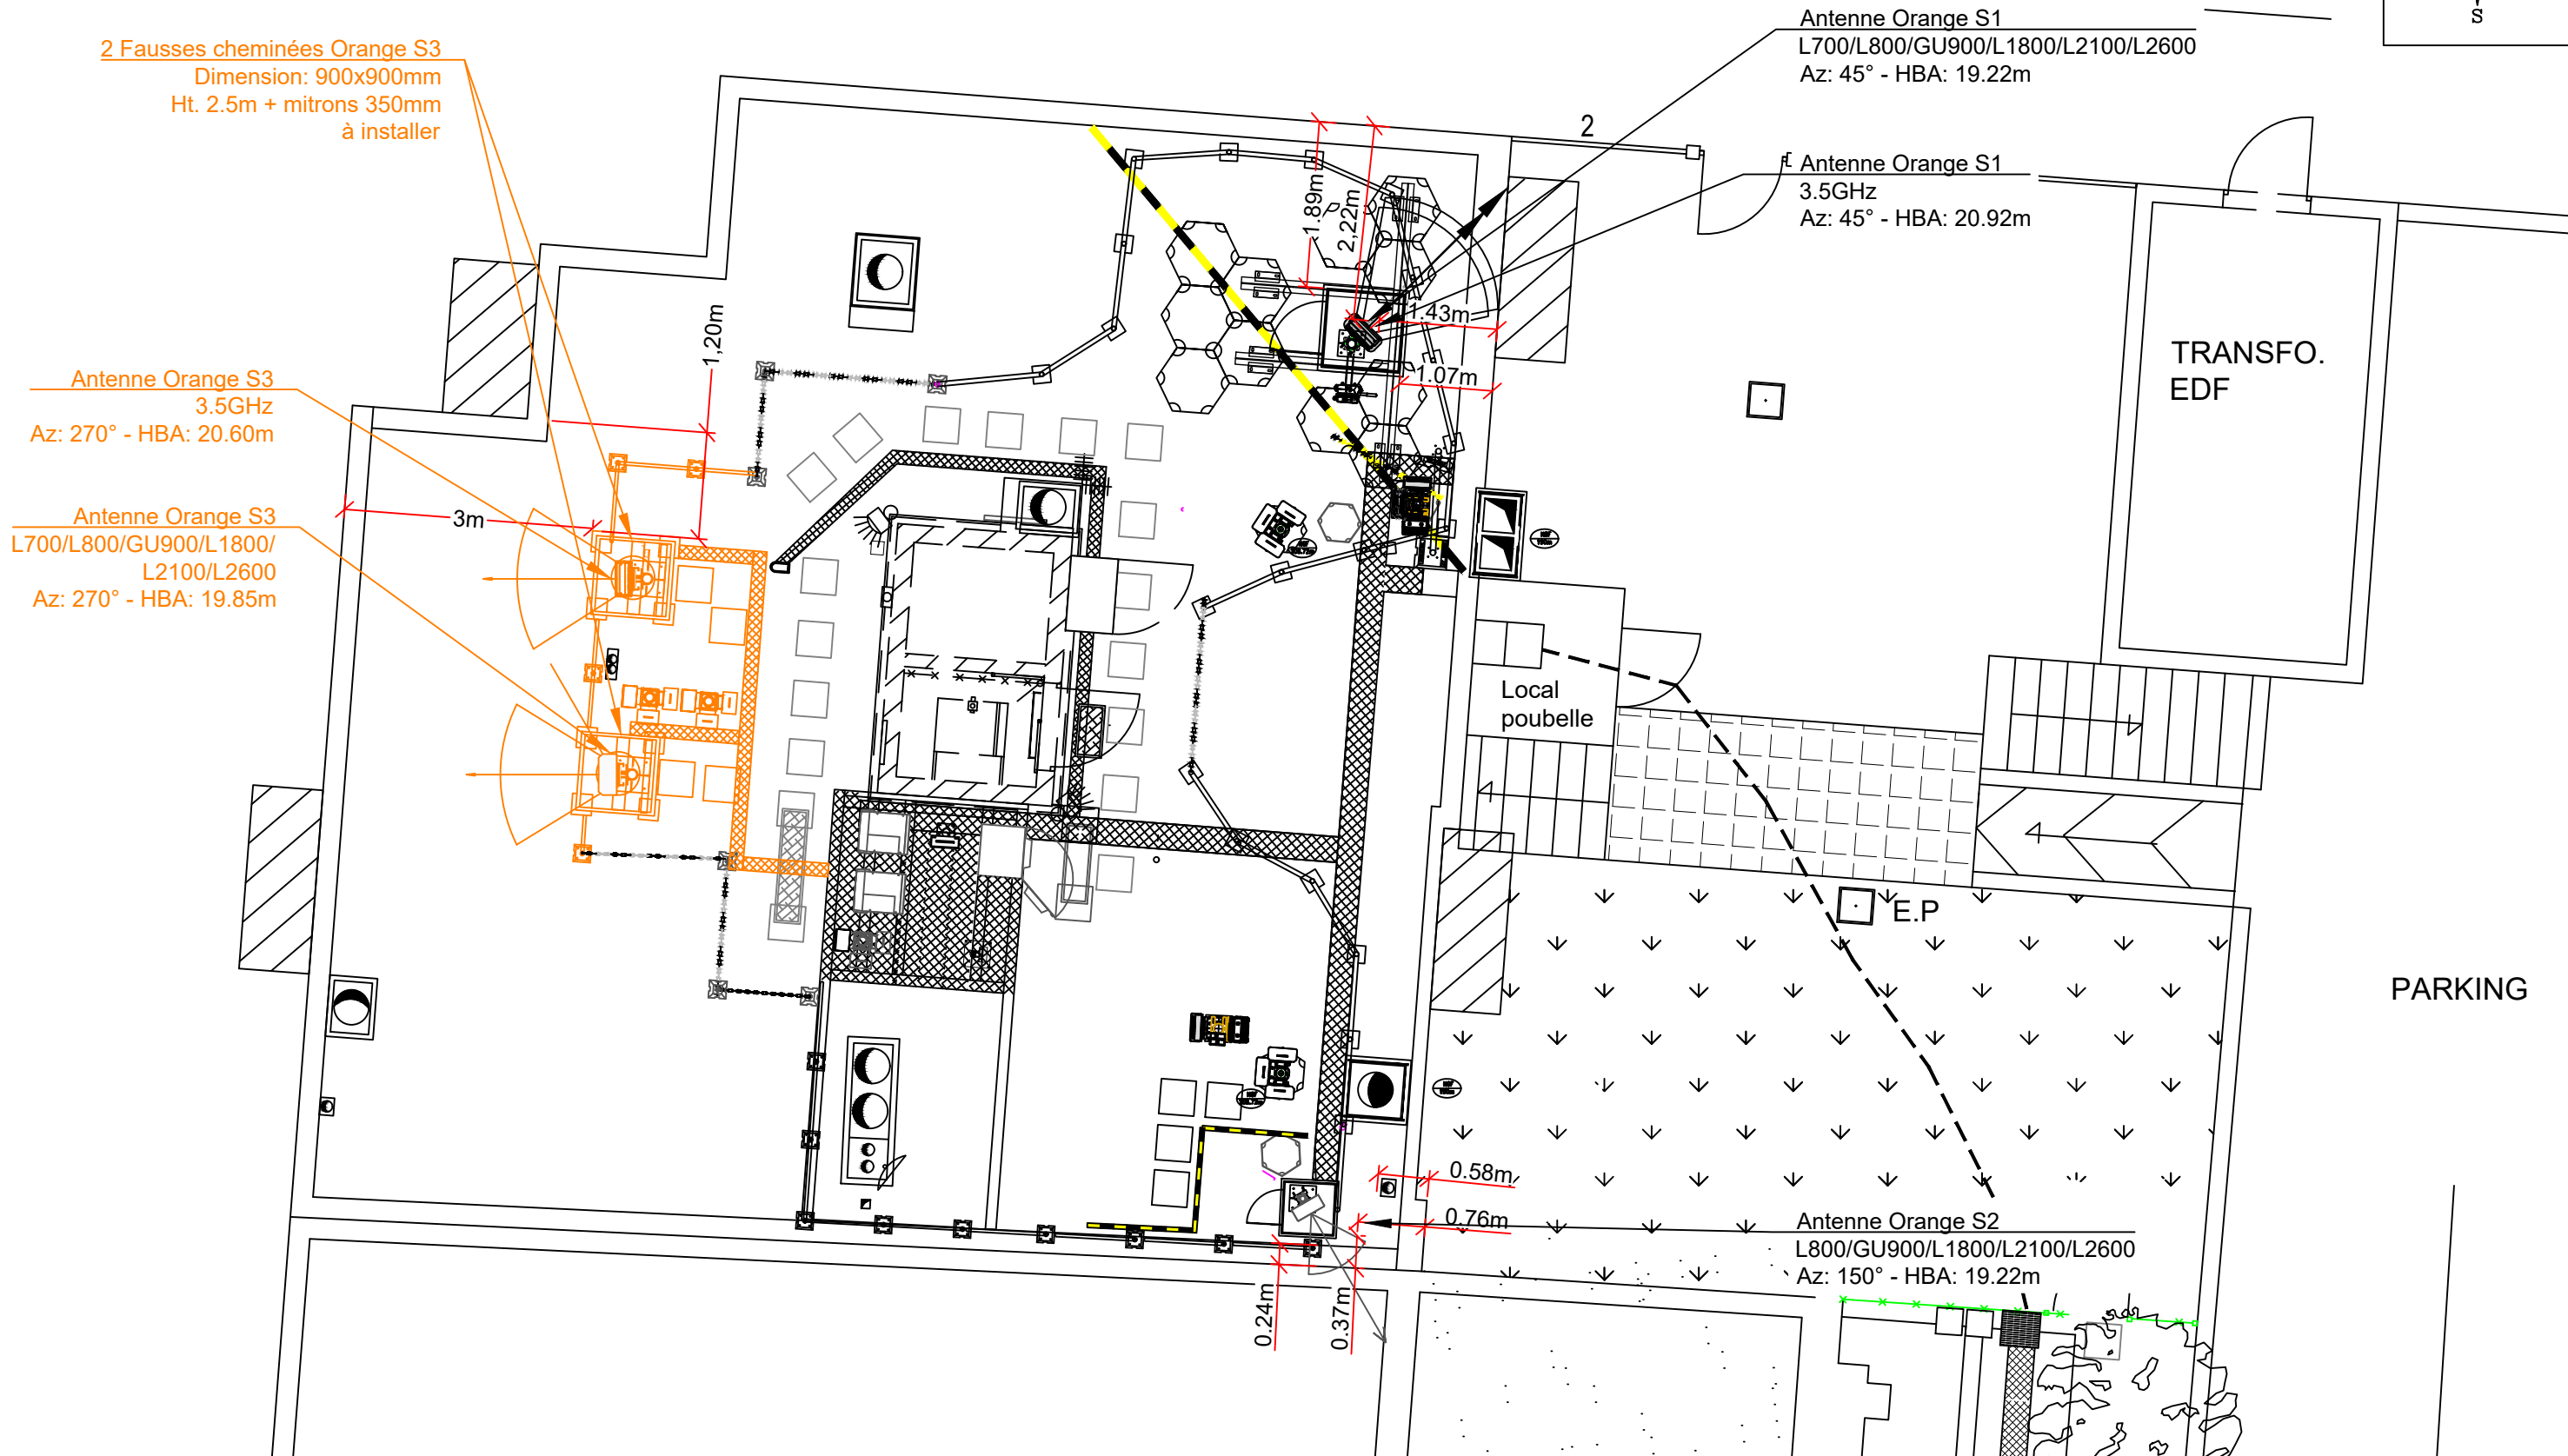 S
Antenne Orange S1
L700/L800/GU900/L1800/L2100/L2600
Az: 45° - HBA: 19.22m
2 Fausses cheminées Orange S3
Dimension: 900x900mm
Ht. 2.5m + mitrons 350mm
à installer
2
Antenne Orange S1
3.5GHz
Az: 45° - HBA: 20.92m
1.89m
2,22m
1.43m
1.07m
1,20m
TRANSFO.
EDF
Antenne Orange S3
3.5GHz
Az: 270° - HBA: 20.60m
3m
Antenne Orange S3
L700/L800/GU900/L1800/
L2100/L2600
Az: 270° - HBA: 19.85m
Local
poubelle
E.P
PARKING
0.58m
0.76m
Antenne Orange S2
L800/GU900/L1800/L2100/L2600
Az: 150° - HBA: 19.22m
0.24m
0.37m